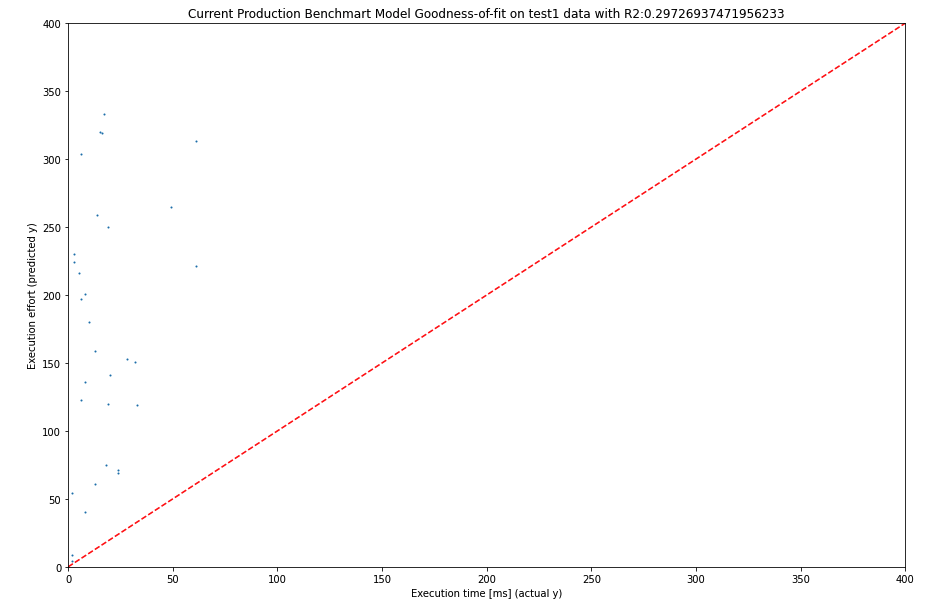 Current Production Benchmart Model Goodness-of-fit on test1 data with R2:0.29726937471956233
400
350
300
250
200
150
100
50
0
Execution effort (predicted y)
0 50 100 150 200 250 300 350 400
Execution time [ms] (actual y)